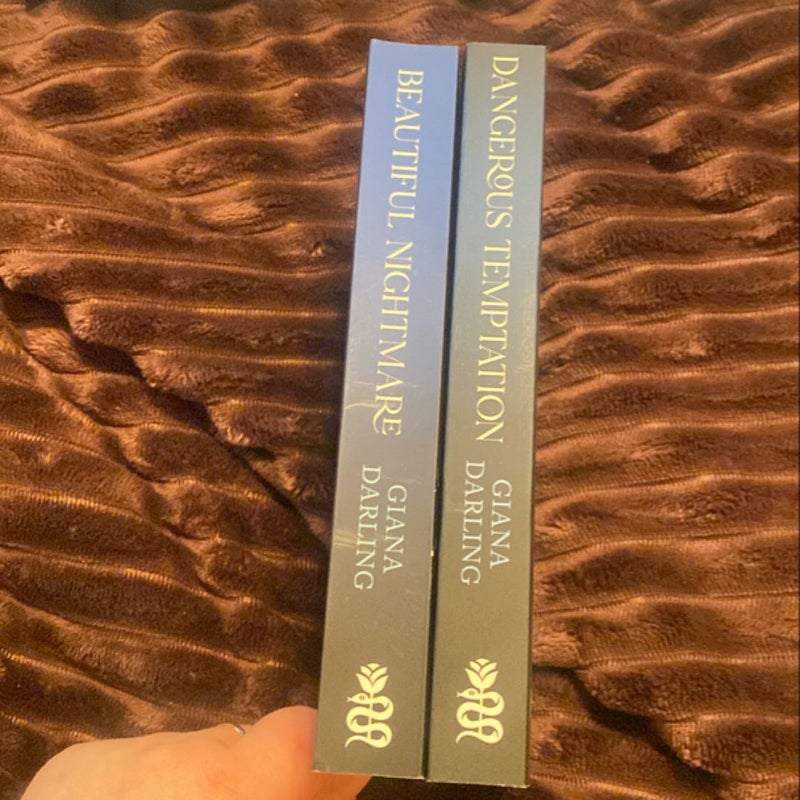 BEAUTIFUL NIGHTMARE
GIANA
DARLING
DANGEROUS TEMPTATION
GIANA
DARLING